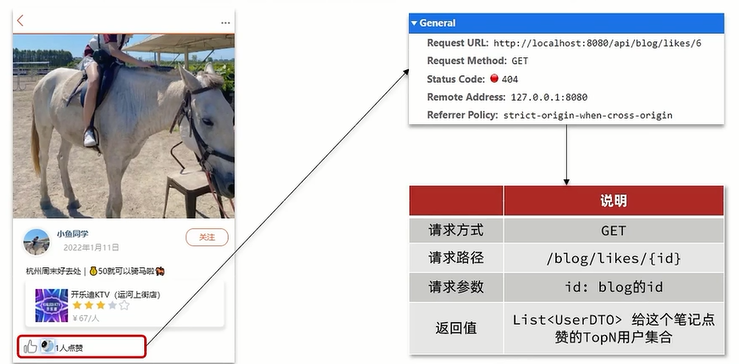 小鱼同学
2022年1月11日
关注
杭州周末好去处 | 💰50就可以骑马啦🐎
开乐迪KTV（运河上街店）
￥67/人
1人点赞
General
Request URL: http://localhost:8080/api/blog/likes/6
Request Method: GET
Status Code: 🔴 404
Remote Address: 127.0.0.1:8080
Referrer Policy: strict-origin-when-cross-origin
说明
请求方式 GET
请求路径 /blog/likes/{id}
请求参数 id: blog的id
返回值 List<UserDTO> 给这个笔记点
赞的TopN用户集合